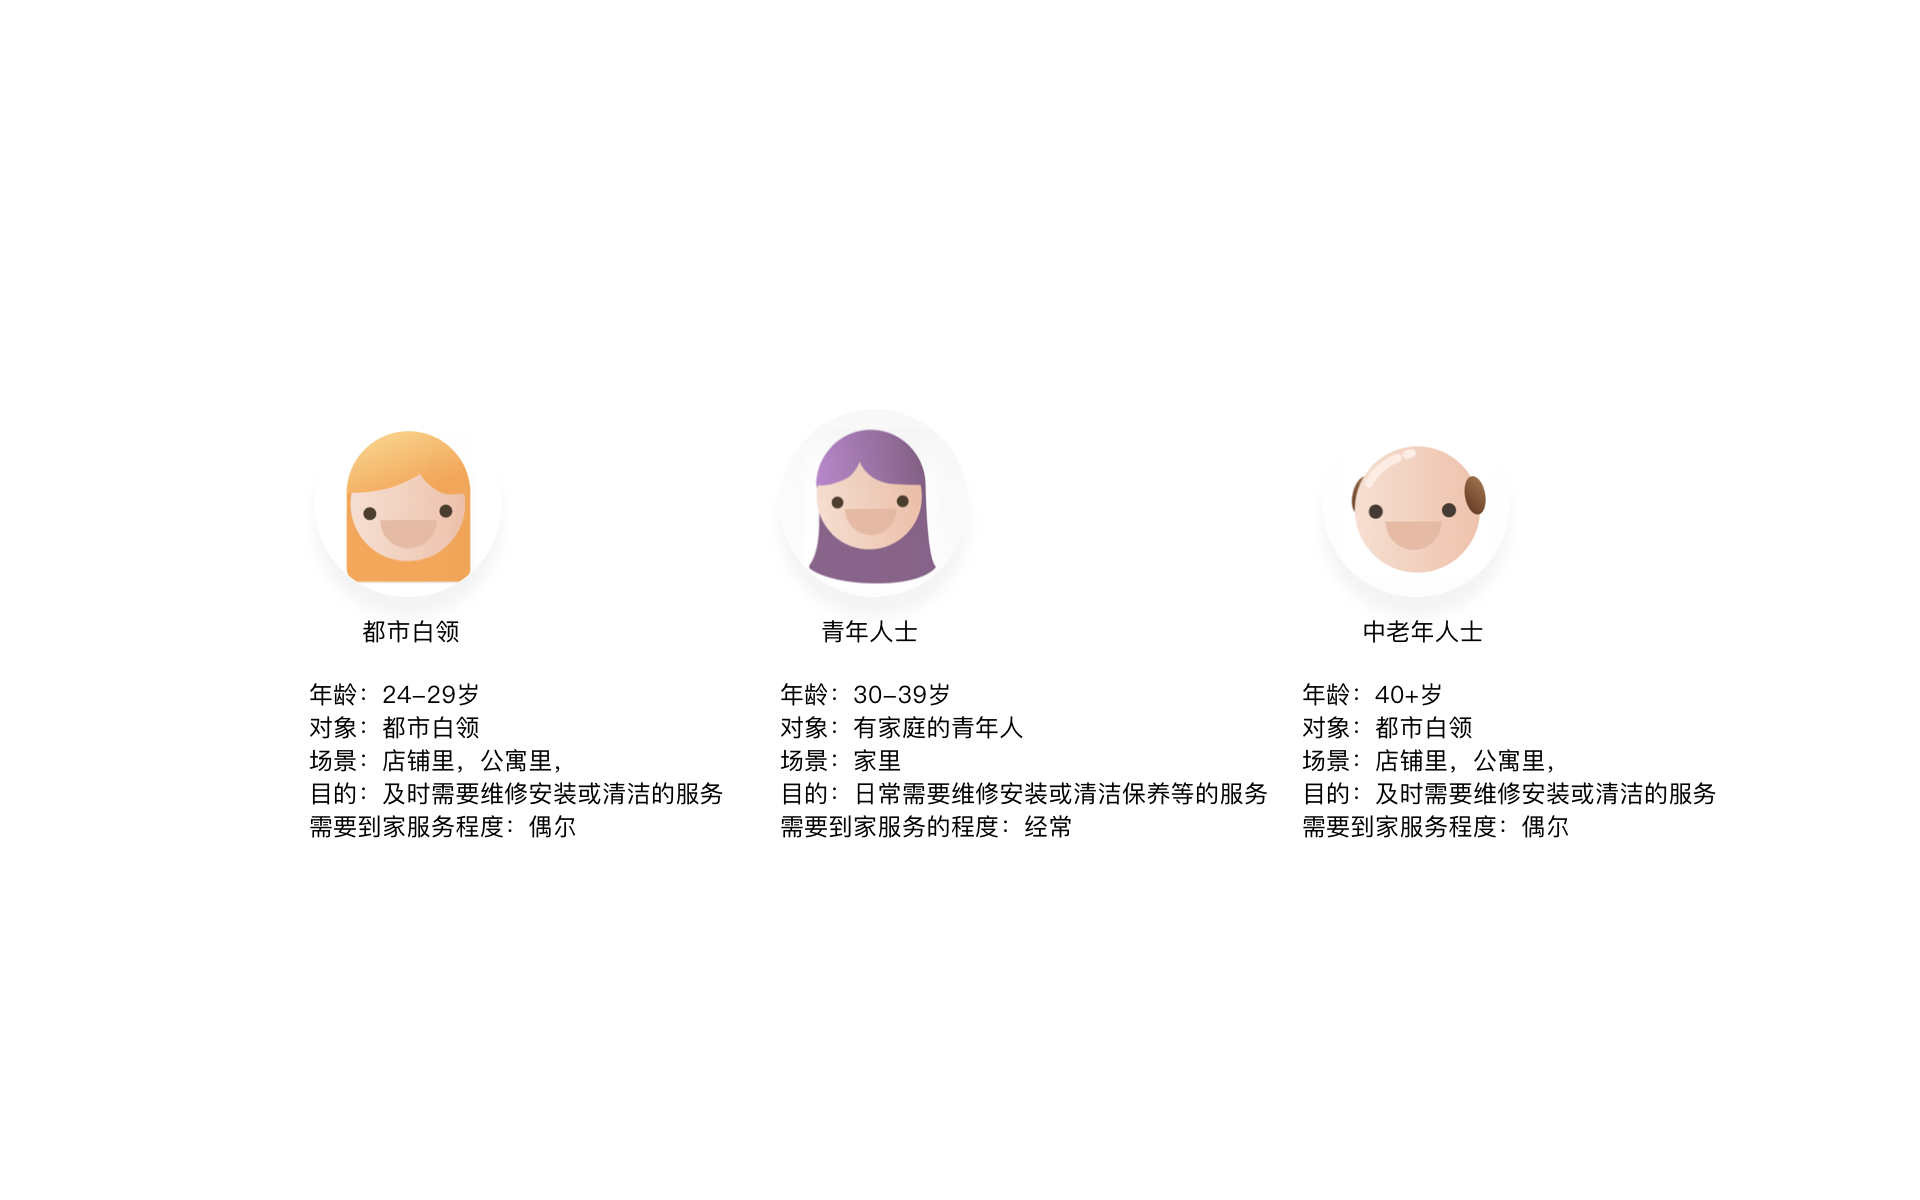 都市白领
年龄：24-29岁
对象：都市白领
场景：店铺里，公寓里，
目的：及时需要维修安装或清洁的服务
需要到家服务程度：偶尔
青年人士
年龄：30-39岁
对象：有家庭的青年人
场景：家里
目的：日常需要维修安装或清洁保养等的服务
需要到家服务的程度：经常
中老年人士
年龄：40+岁
对象：都市白领
场景：店铺里，公寓里，
目的：及时需要维修安装或清洁的服务
需要到家服务程度：偶尔